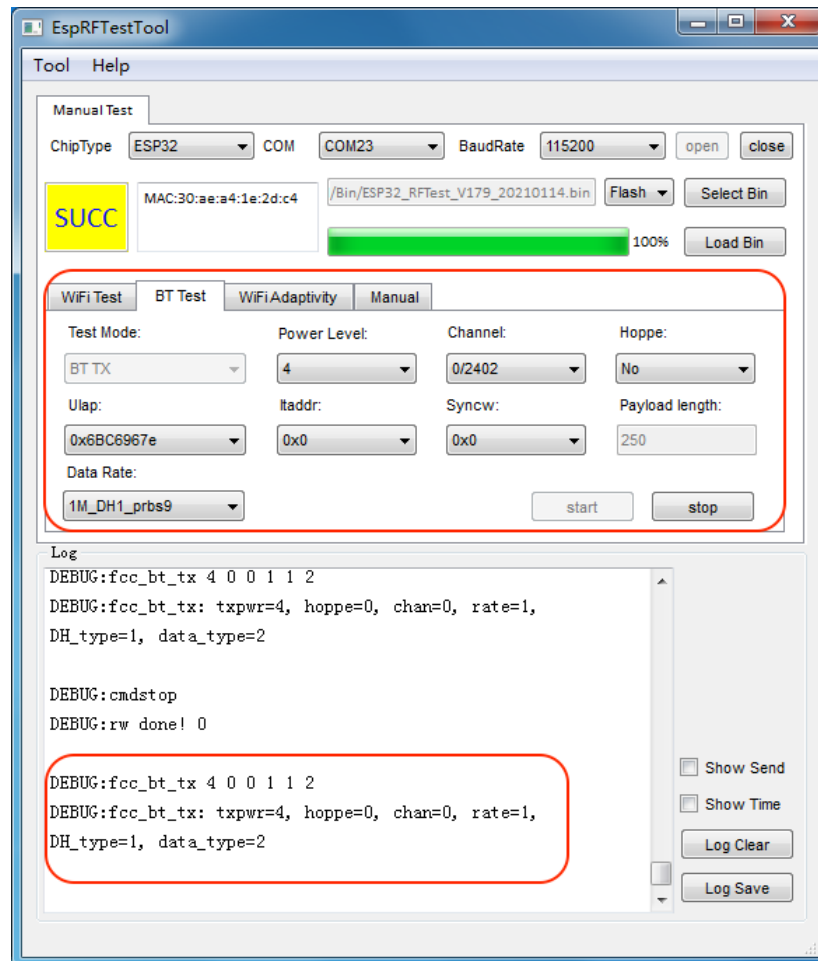 EspRFTestTool
Tool Help
Manual Test
ChipType ESP32 COM COM23 BaudRate 115200 open close
SUCC MAC:30:ae:a4:1e:2d:c4 /Bin/ESP32_RFTest_V179_20210114.bin Flash Select Bin
100% Load Bin
WiFi Test BT Test WiFi Adaptivity Manual
Test Mode: Power Level: Channel: Hoppe:
BT TX 4 0/2402 No
Ulap: ltaddr: Syncw: Payload length:
0x6BC6967e 0x0 0x0 250
Data Rate:
1M_DH1_prbs9 start stop
Log
DEBUG:fcc_bt_tx 4 0 0 1 1 2
DEBUG:fcc_bt_tx: txpwr=4, hoppe=0, chan=0, rate=1,
DH_type=1, data_type=2
DEBUG:cmdstop
DEBUG:rw done! 0
DEBUG:fcc_bt_tx 4 0 0 1 1 2
DEBUG:fcc_bt_tx: txpwr=4, hoppe=0, chan=0, rate=1,
DH_type=1, data_type=2
Show Send
Show Time
Log Clear
Log Save